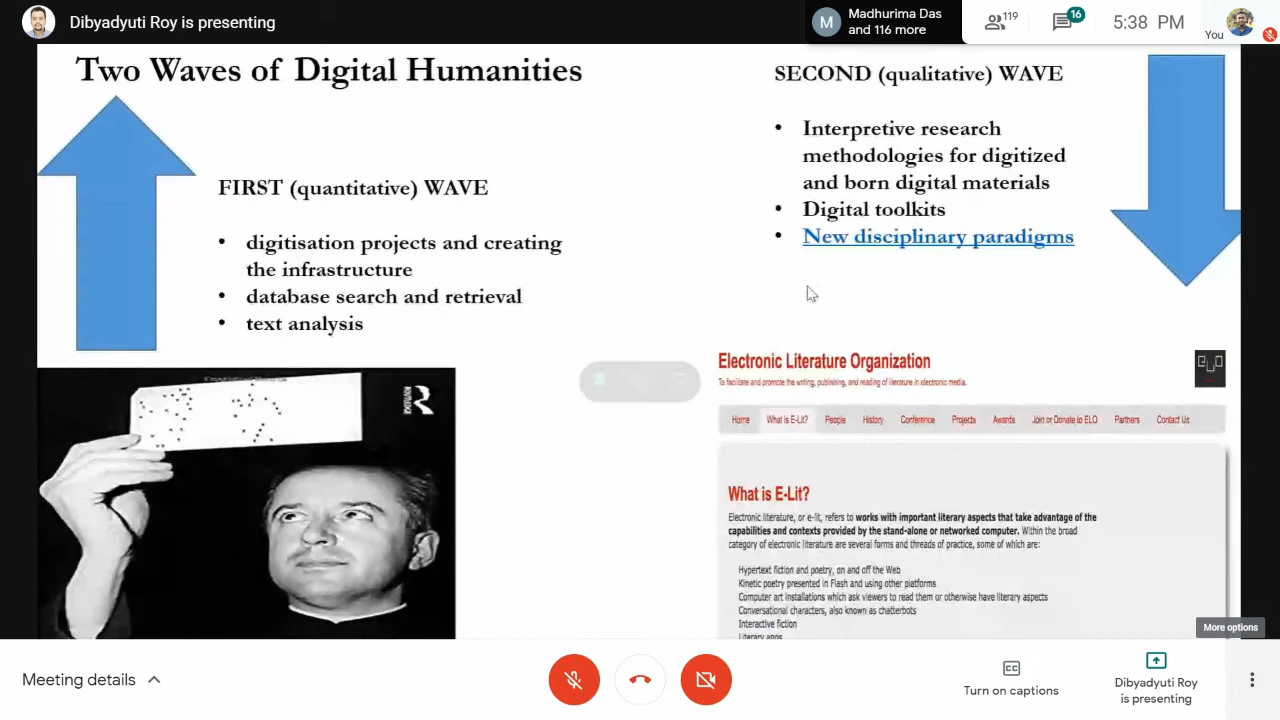 Dibyadyuti Roy is presenting
M
Madhurima Das
and 116 more
119
16
5:38 PM
You
Two Waves of Digital Humanities
FIRST (quantitative) WAVE
• digitisation projects and creating
the infrastructure
• database search and retrieval
• text analysis
SECOND (qualitative) WAVE
• Interpretive research
methodologies for digitized
and born digital materials
• Digital toolkits
• New disciplinary paradigms
Electronic Literature Organization
To facilitate and promote the writing, publishing, and reading of literature in electronic media.
Home What is E-Lit? People History Conference Projects Awards Join or Donate to ELO Partners Contact Us
What is E-Lit?
Electronic literature, or e-lit, refers to works with important literary aspects that take advantage of the
capabilities and contexts provided by the stand-alone or networked computer. Within the broad
category of electronic literature are several forms and threads of practice, some of which are:
Hypertext fiction and poetry, on and off the Web
Kinetic poetry presented in Flash and using other platforms
Computer art installations which ask viewers to read them or otherwise have literary aspects
Conversational characters, also known as chatterbots
Interactive fiction
Literary apps
More options
Meeting details
CC
Turn on captions
Dibyadyuti Roy
is presenting